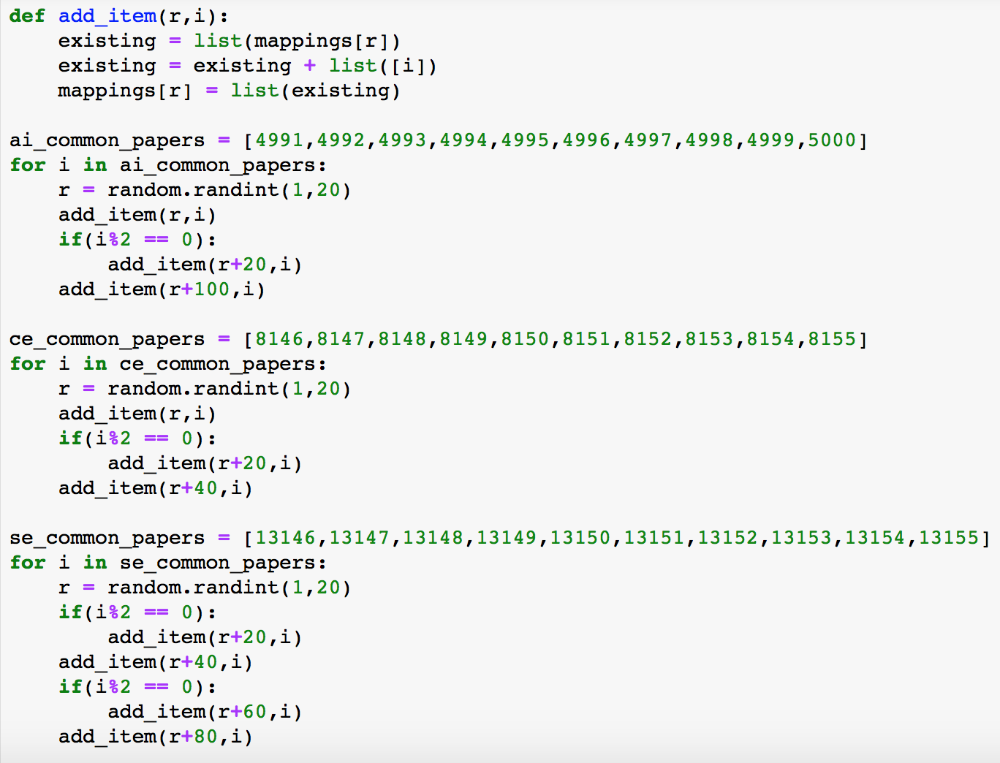 def add_item(r,i):
    existing = list(mappings[r])
    existing = existing + list([i])
    mappings[r] = list(existing)

ai_common_papers = [4991,4992,4993,4994,4995,4996,4997,4998,4999,5000]
for i in ai_common_papers:
    r = random.randint(1,20)
    add_item(r,i)
    if(i%2 == 0):
        add_item(r+20,i)
    add_item(r+100,i)

ce_common_papers = [8146,8147,8148,8149,8150,8151,8152,8153,8154,8155]
for i in ce_common_papers:
    r = random.randint(1,20)
    add_item(r,i)
    if(i%2 == 0):
        add_item(r+20,i)
    add_item(r+40,i)

se_common_papers = [13146,13147,13148,13149,13150,13151,13152,13153,13154,13155]
for i in se_common_papers:
    r = random.randint(1,20)
    if(i%2 == 0):
        add_item(r+20,i)
    add_item(r+40,i)
    if(i%2 == 0):
        add_item(r+60,i)
    add_item(r+80,i)